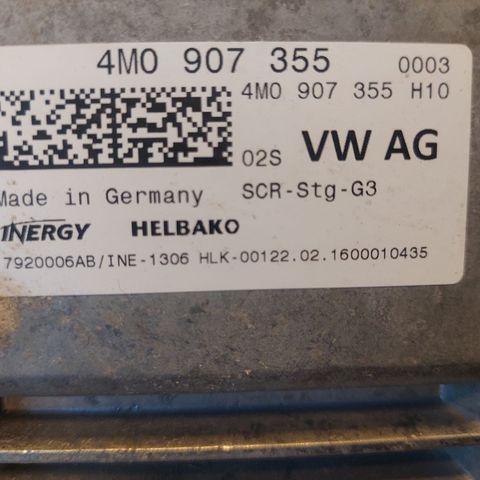 4M0 907 355 0003
4M0 907 355 H10
02S VW AG
Made in Germany SCR-Stg-G3
INERGY HELBAKO
7920006AB/INE-1306 HLK-00122.02.1600010435